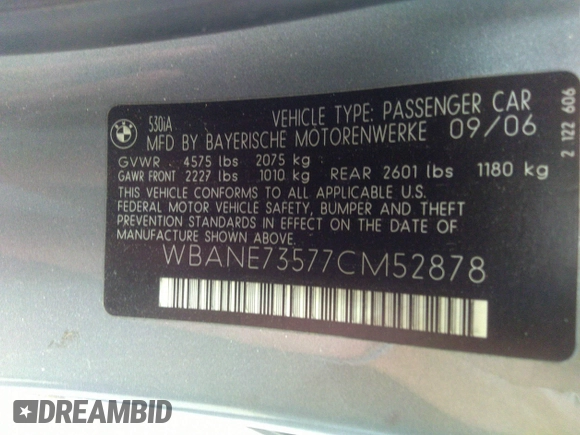 BMW
530iA
VEHICLE TYPE: PASSENGER CAR
MFD BY BAYERISCHE MOTORENWERKE 09/06
GVWR . 4575 lbs 2075 kg
GAWR FRONT 2227 lbs 1010 kg REAR 2601 lbs 1180 kg
THIS VEHICLE CONFORMS TO ALL APPLICABLE U.S.
FEDERAL MOTOR VEHICLE SAFETY, BUMPER AND THEFT
PREVENTION STANDARDS IN EFFECT ON THE DATE OF
MANUFACTURE SHOWN ABOVE.
WBANE73577CM52878
2 122 606
DREAMBID